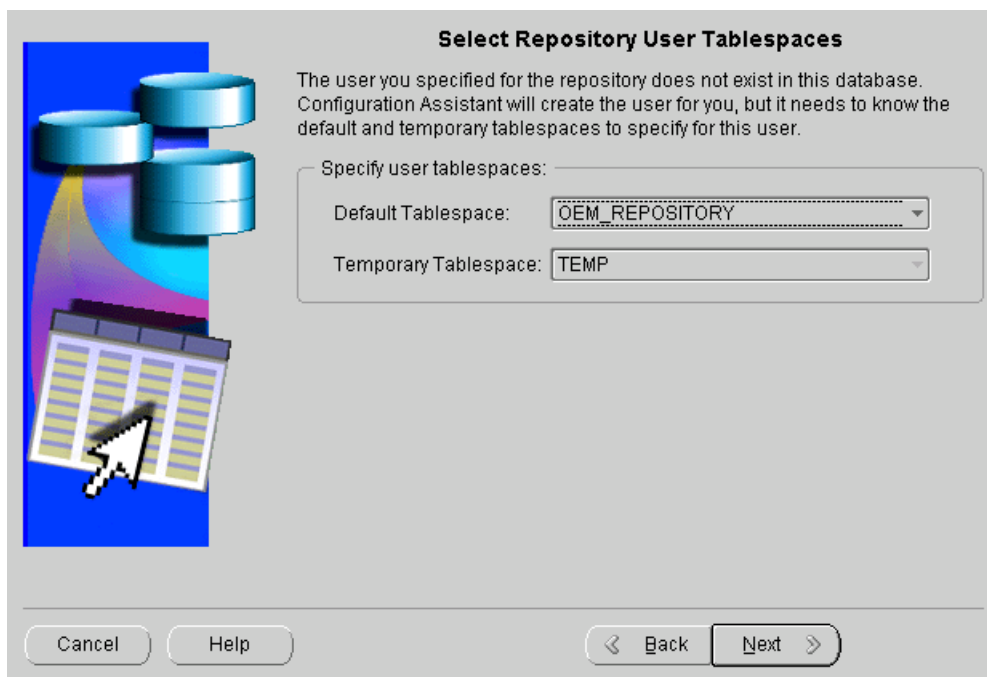 Select Repository User Tablespaces
The user you specified for the repository does not exist in this database.
Configuration Assistant will create the user for you, but it needs to know the
default and temporary tablespaces to specify for this user.
Specify user tablespaces:
Default Tablespace: OEM_REPOSITORY
Temporary Tablespace: TEMP
Cancel Help Back Next